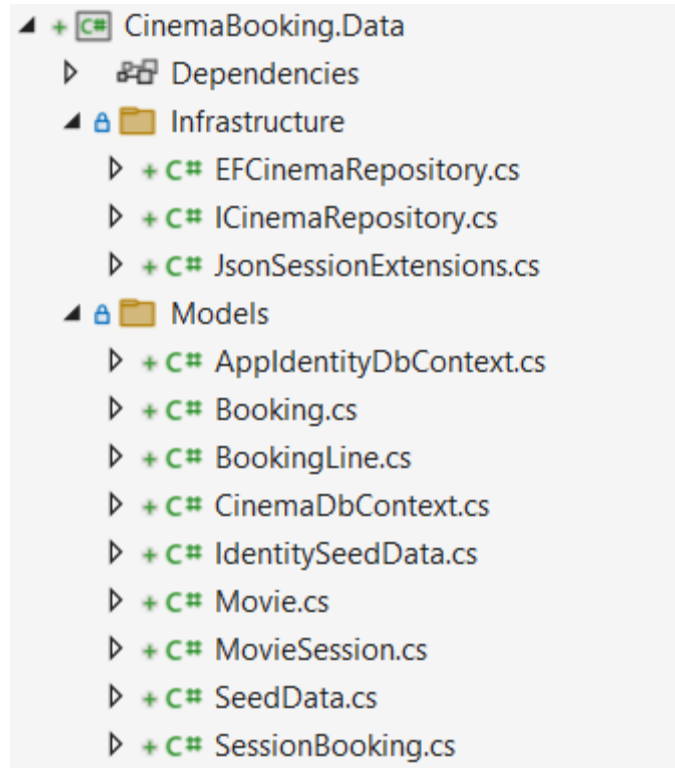 C# CinemaBooking.Data
Dependencies
Infrastructure
C# EFCinemaRepository.cs
C# ICinemaRepository.cs
C# JsonSessionExtensions.cs
Models
C# AppIdentityDbContext.cs
C# Booking.cs
C# BookingLine.cs
C# CinemaDbContext.cs
C# IdentitySeedData.cs
C# Movie.cs
C# MovieSession.cs
C# SeedData.cs
C# SessionBooking.cs